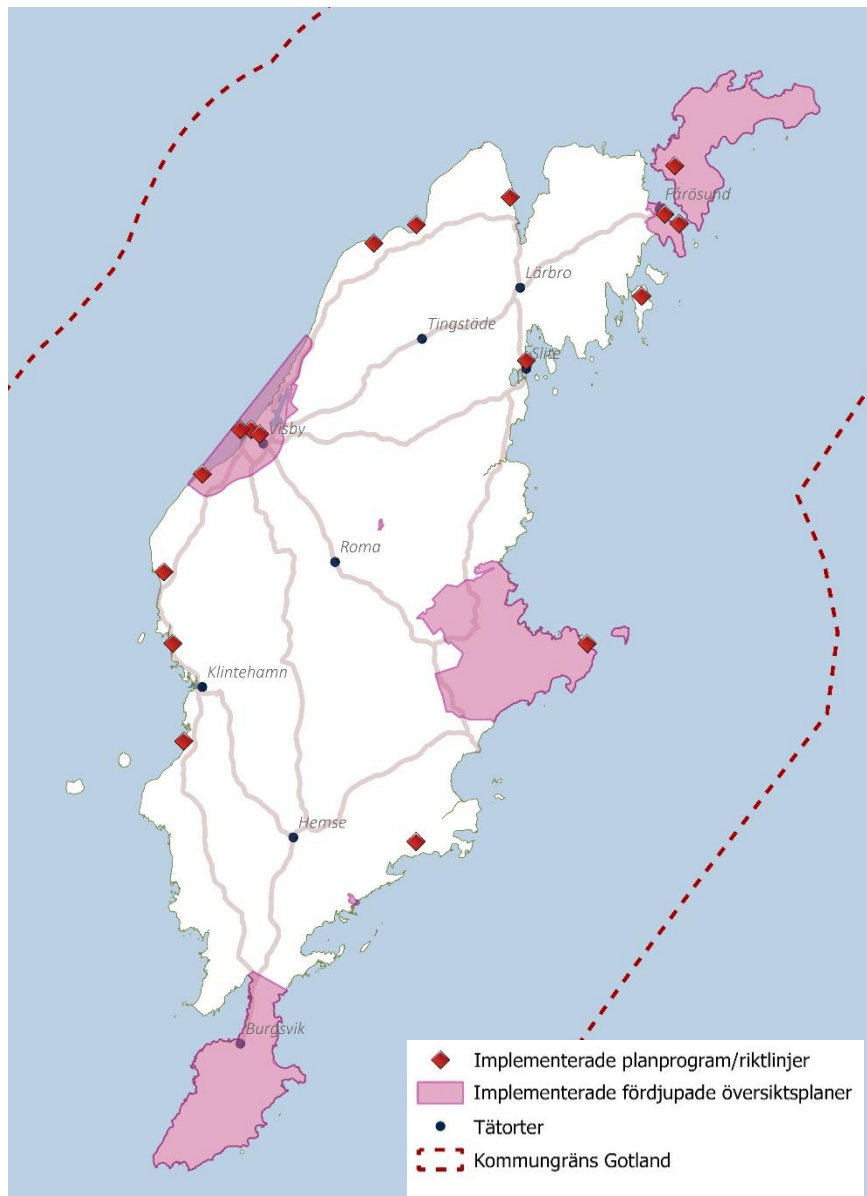 Fårösund
Lärbro
Tingstäde
Slite
Visby
Roma
Klintehamn
Hemse
Burgsvik
Implementerade planprogram/riktlinjer
Implementerade fördjupade översiktsplaner
Tätorter
Kommungräns Gotland